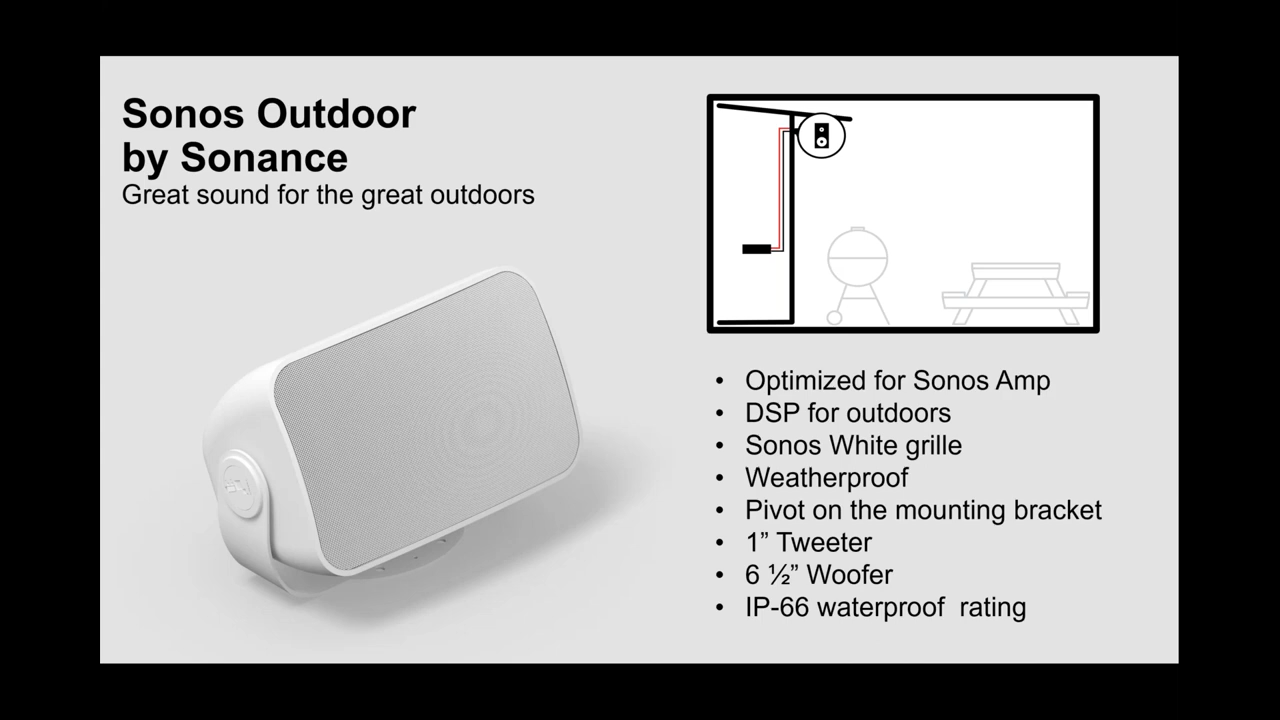 Sonos Outdoor
by Sonance
Great sound for the great outdoors
• Optimized for Sonos Amp
• DSP for outdoors
• Sonos White grille
• Weatherproof
• Pivot on the mounting bracket
• 1” Tweeter
• 6 ½” Woofer
• IP-66 waterproof  rating